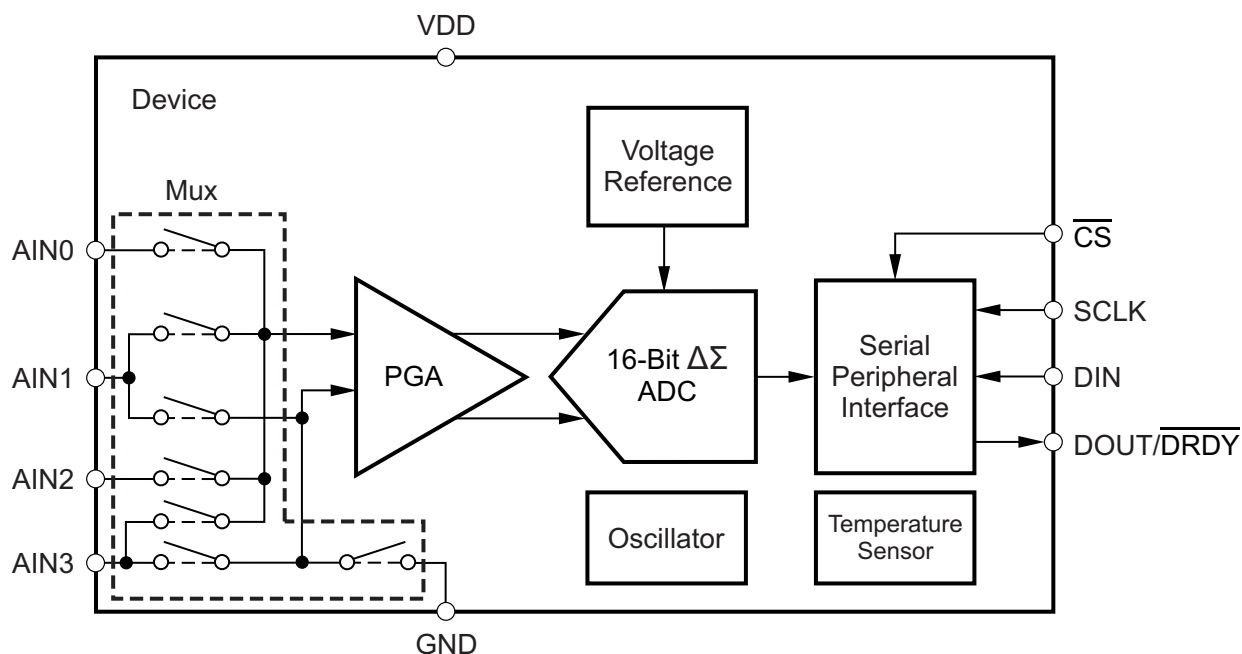 VDD
Device
Voltage
Reference
Mux
AIN0
CS
SCLK
AIN1
PGA
16-Bit ΔΣ
ADC
Serial
Peripheral
Interface
DIN
DOUT/DRDY
AIN2
AIN3
Oscillator
Temperature
Sensor
GND